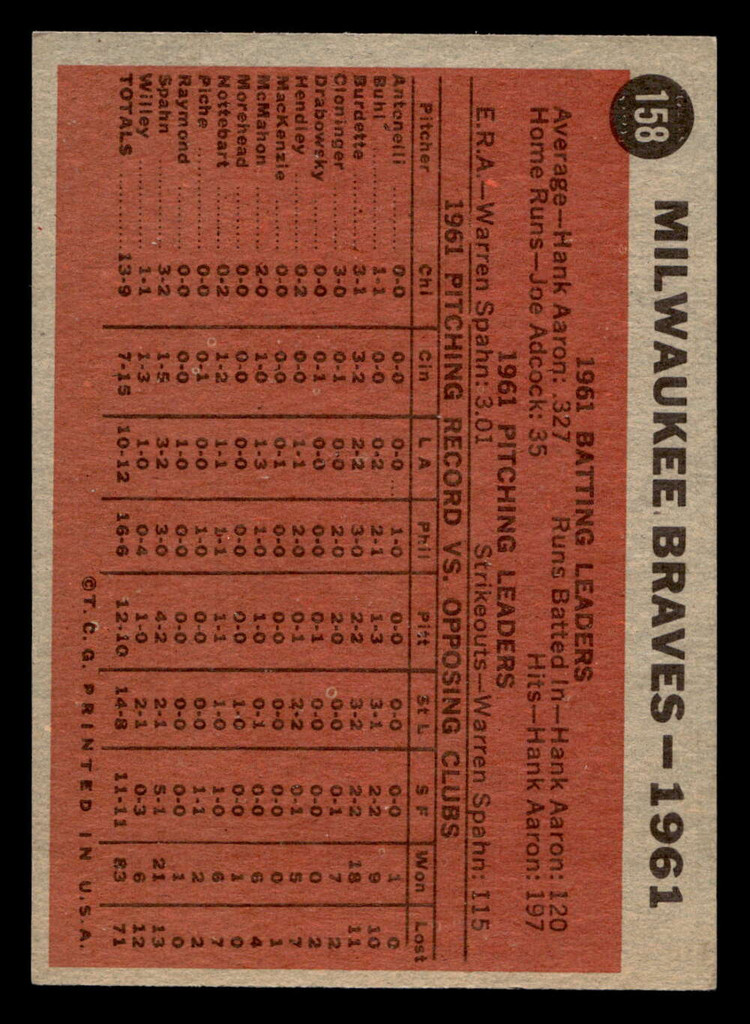 158 MILWAUKEE BRAVES—1961
1961 BATTING LEADERS
Average—Hank Aaron: .327 Runs Batted In—Hank Aaron: 120
Home Runs—Joe Adcock: 35 Hits—Hank Aaron: 197
1961 PITCHING LEADERS
E.R.A.—Warren Spahn: 3.01 Strikeouts—Warren Spahn: 115
1961 PITCHING RECORD VS. OPPOSING CLUBS
Pitcher Chi Cin L A Phil Pitt St L S F Won Lost
Antonelli 0-0 0-0 0-0 1-0 0-0 0-0 0-0 1 0
Buhl 1-1 0-0 0-2 2-1 1-3 3-1 2-2 9 10
Burdette 3-1 3-2 2-2 3-0 2-2 3-2 2-2 18 11
Cloninger 3-0 0-1 0-0 2-0 2-0 0-0 0-1 7 2
Drabowsky 0-0 0-1 0-0 0-0 0-1 0-0 0-0 0 2
Hendley 0-2 0-0 1-1 2-0 0-1 2-2 0-1 5 7
MacKenzie 0-0 0-0 0-1 0-0 0-0 0-0 0-0 0 1
McMahon 2-0 1-0 1-3 1-0 1-0 0-1 0-0 6 4
Morehead 0-0 0-0 0-0 0-0 0-0 1-0 0-0 1 0
Nottebart 0-2 1-2 1-1 1-1 1-1 1-0 1-0 6 7
Piche 0-0 0-1 0-0 1-0 0-0 0-0 1-1 2 2
Raymond 0-0 0-0 1-0 0-0 0-0 0-0 0-0 1 0
Spahn 3-2 1-5 3-2 3-0 4-2 2-1 5-1 21 13
Willey 1-1 1-3 1-0 0-4 1-0 2-1 0-3 6 12
TOTALS 13-9 7-15 10-12 16-6 12-10 14-8 11-11 83 71
©T.C.G. PRINTED IN U.S.A.